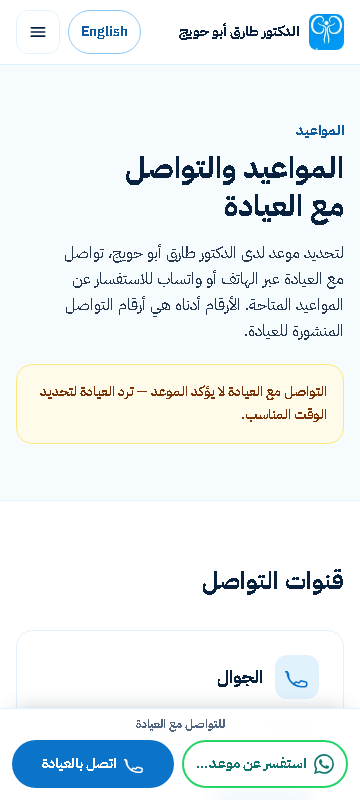 الدكتور طارق أبو حويج
English
المواعيد
المواعيد والتواصل
مع العيادة
لتحديد موعد لدى الدكتور طارق أبو حويج، تواصل
مع العيادة عبر الهاتف أو واتساب للاستفسار عن
المواعيد المتاحة. الأرقام أدناه هي أرقام التواصل
المنشورة للعيادة.
التواصل مع العيادة لا يؤكد الموعد — ترد العيادة لتحديد
الوقت المناسب.
قنوات التواصل
الجوال
للتواصل مع العيادة
استفسر عن موعد...
اتصل بالعيادة